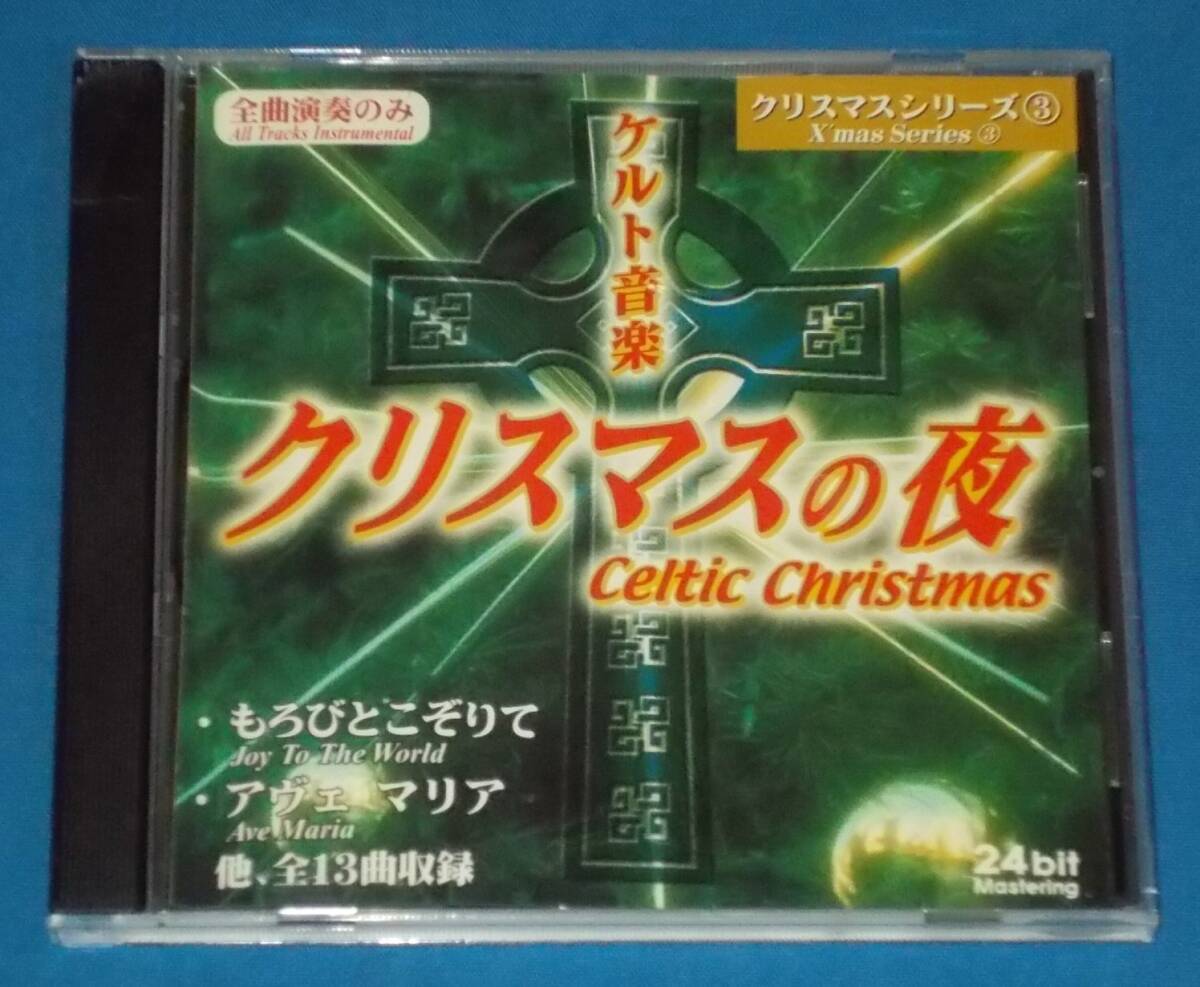 全曲演奏のみ
All Tracks Instrumental
クリスマスシリーズ③
X'mas Series ③
ケルト音楽
クリスマスの夜
Celtic Christmas
・もろびとこぞりて
Joy To The World
・アヴェ マリア
Ave Maria
他、全13曲収録
24bit
Mastering